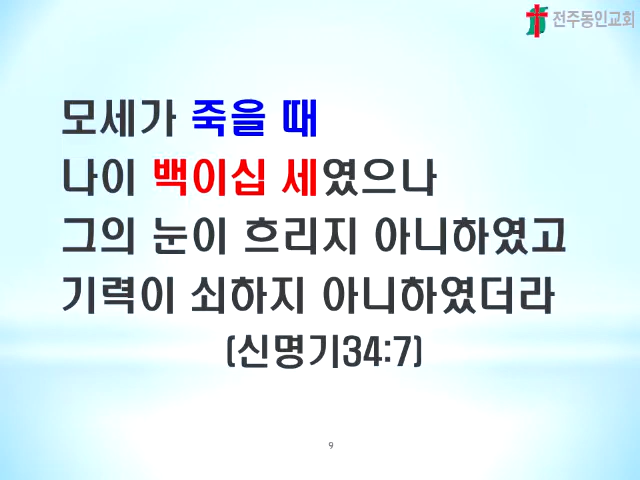 전주동인교회
모세가 죽을 때
나이 백이십 세였으나
그의 눈이 흐리지 아니하였고
기력이 쇠하지 아니하였더라
(신명기34:7)
9